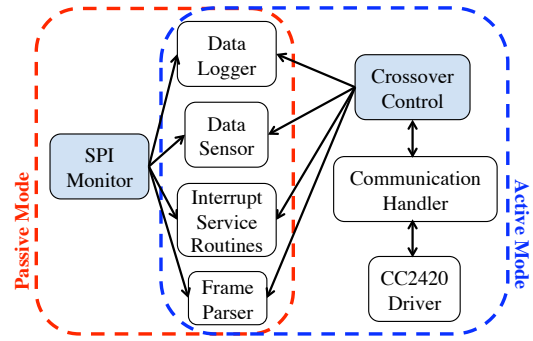 Passive Mode
SPI
Monitor
Data
Logger
Data
Sensor
Interrupt
Service
Routines
Frame
Parser
Crossover
Control
Communication
Handler
CC2420
Driver
Active Mode